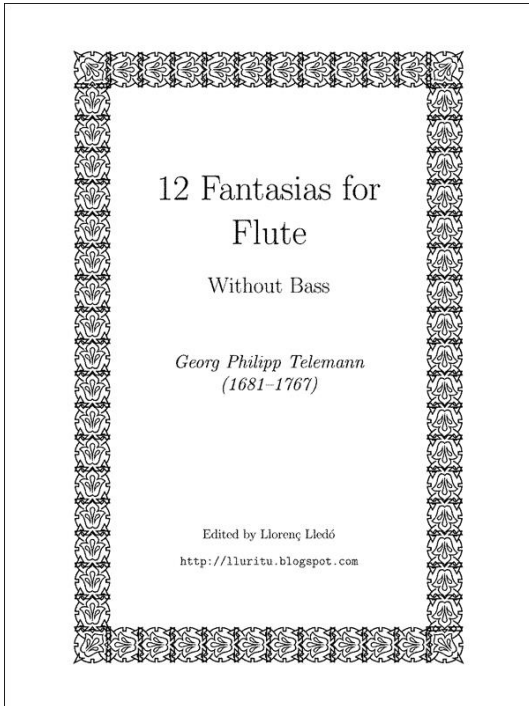 12 Fantasias for
Flute
Without Bass
Georg Philipp Telemann
(1681–1767)
Edited by Llorenç Lledó
http://lluritu.blogspot.com